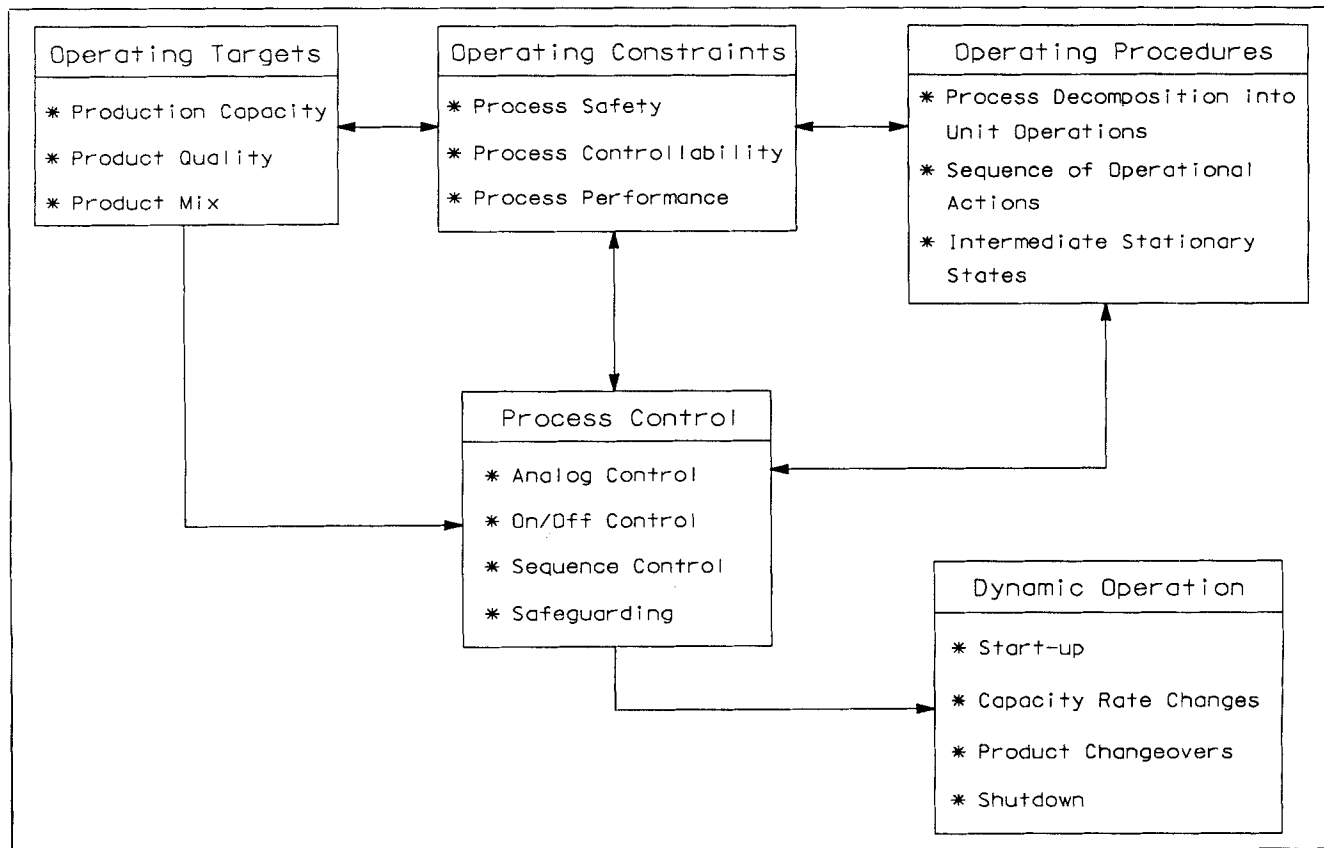 Operating Targets
* Production Capacity
* Product Quality
* Product Mix
Operating Constraints
* Process Safety
* Process Controllability
* Process Performance
Operating Procedures
* Process Decomposition into
Unit Operations
* Sequence of Operational
Actions
* Intermediate Stationary
States
Process Control
* Analog Control
* On/Off Control
* Sequence Control
* Safeguarding
Dynamic Operation
* Start-up
* Capacity Rate Changes
* Product Changeovers
* Shutdown